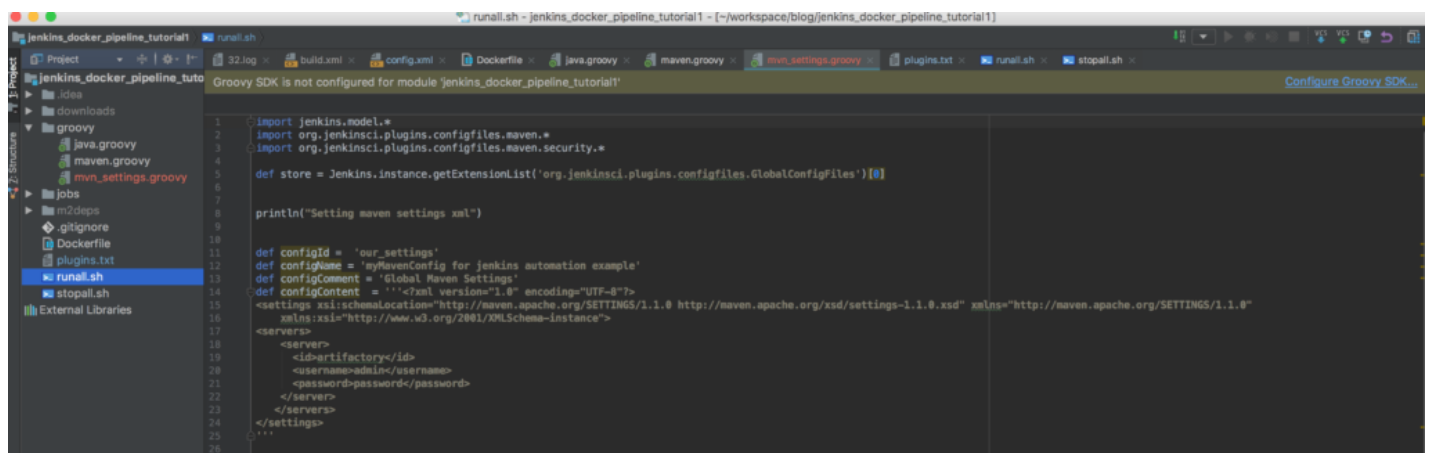 runall.sh - jenkins_docker_pipeline_tutorial1 - [~/workspace/blog/jenkins_docker_pipeline_tutorial1]
jenkins_docker_pipeline_tutorial1 runall.sh
Project
32.log build.xml config.xml Dockerfile java.groovy maven.groovy mvn_settings.groovy plugins.txt runall.sh stopall.sh
1: Project
2: Structure
jenkins_docker_pipeline_tuto
.idea
downloads
groovy
java.groovy
maven.groovy
mvn_settings.groovy
jobs
m2deps
.gitignore
Dockerfile
plugins.txt
runall.sh
stopall.sh
External Libraries
Groovy SDK is not configured for module 'jenkins_docker_pipeline_tutorial1' Configure Groovy SDK...
1 import jenkins.model.*
2 import org.jenkinsci.plugins.configfiles.maven.*
3 import org.jenkinsci.plugins.configfiles.maven.security.*
4
5 def store = Jenkins.instance.getExtensionList('org.jenkinsci.plugins.configfiles.GlobalConfigFiles')[0]
6
7
8 println("Setting maven settings xml")
9
10
11 def configId = 'our_settings'
12 def configName = 'myMavenConfig for jenkins automation example'
13 def configComment = 'Global Maven Settings'
14 def configContent = '''<?xml version="1.0" encoding="UTF-8"?>
15 <settings xsi:schemaLocation="http://maven.apache.org/SETTINGS/1.1.0 http://maven.apache.org/xsd/settings-1.1.0.xsd" xmlns="http://maven.apache.org/SETTINGS/1.1.0"
16 xmlns:xsi="http://www.w3.org/2001/XMLSchema-instance">
17 <servers>
18 <server>
19 <id>artifactory</id>
20 <username>admin</username>
21 <password>password</password>
22 </server>
23 </servers>
24 </settings>
25 '''
26